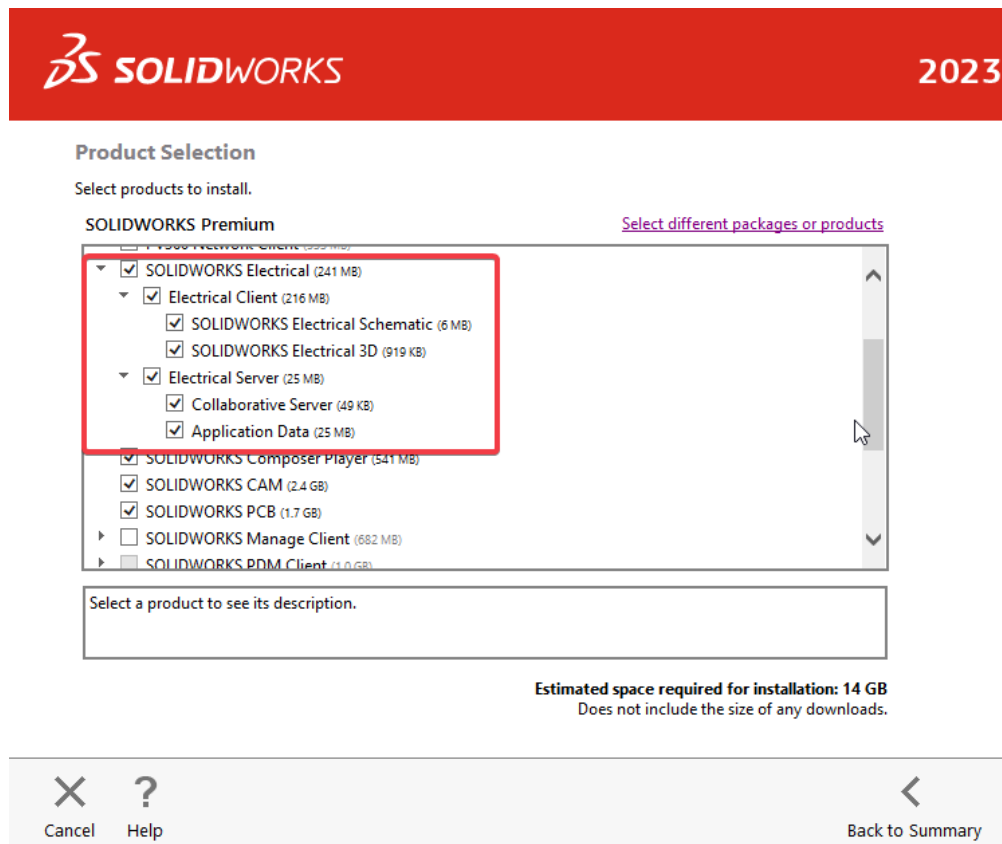 SOLIDWORKS
2023
Product Selection
Select products to install.
SOLIDWORKS Premium
Select different packages or products
Network Client
SOLIDWORKS Electrical (241 MB)
Electrical Client (216 MB)
SOLIDWORKS Electrical Schematic (6 MB)
SOLIDWORKS Electrical 3D (919 KB)
Electrical Server (25 MB)
Collaborative Server (49 KB)
Application Data (25 MB)
SOLIDWORKS Composer Player (541 MB)
SOLIDWORKS CAM (2.4 GB)
SOLIDWORKS PCB (1.7 GB)
SOLIDWORKS Manage Client (682 MB)
SOLIDWORKS PDM Client (1.0 GB)
Select a product to see its description.
Estimated space required for installation: 14 GB
Does not include the size of any downloads.
Cancel
Help
Back to Summary